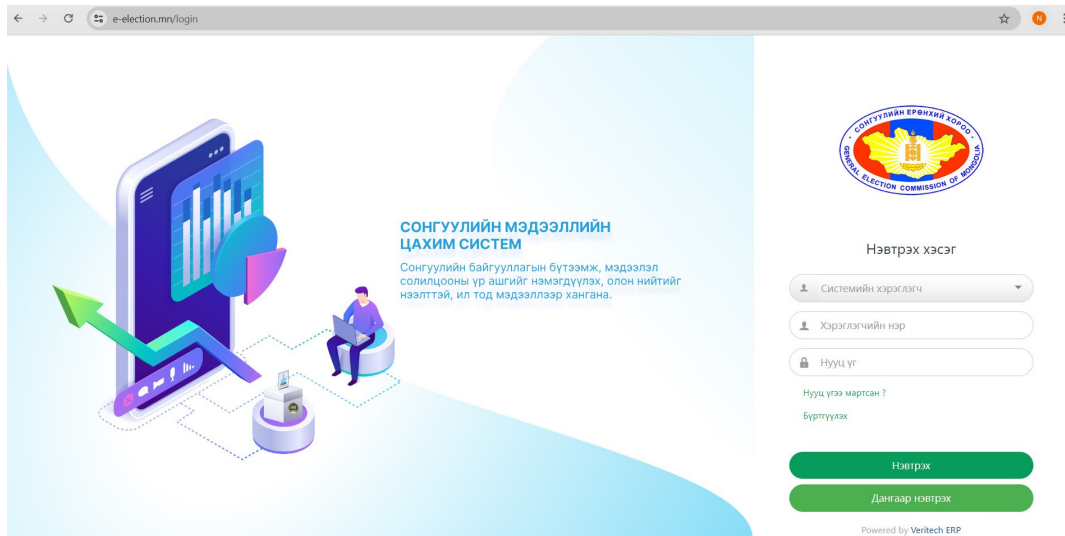 e-election.mn/login
N
СОНГУУЛИЙН ЕРӨНХИЙ ХОРОО
GENERAL ELECTION COMMISSION OF MONGOLIA
СОНГУУЛИЙН МЭДЭЭЛЛИЙН
ЦАХИМ СИСТЕМ
Сонгуулийн байгууллагын бүтээмж, мэдээлэл
солилцооны үр ашгийг нэмэгдүүлэх, олон нийтийг
нээлттэй, ил тод мэдээллээр хангана.
Нэвтрэх хэсэг
Системийн хэрэглэгч
Хэрэглэгчийн нэр
Нууц үг
Нууц үгээ мартсан ?
Бүртгүүлэх
Нэвтрэх
Дангаар нэвтрэх
Powered by Veritech ERP